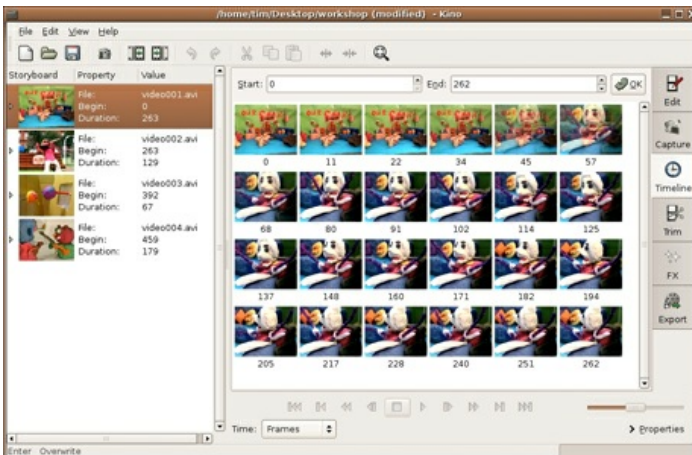 /home/tim/Desktop/workshop (modified) - Kino
File Edit View Help
Storyboard Property Value
File: video001.avi
Begin: 0
Duration: 263
File: video002.avi
Begin: 263
Duration: 129
File: video003.avi
Begin: 392
Duration: 67
File: video004.avi
Begin: 459
Duration: 179
Start: 0 End: 262 OK
0 11 22 34 45 57
68 80 91 102 114 125
137 148 160 171 182 194
205 217 228 240 251 262
Edit
Capture
Timeline
Trim
FX
Export
Time: Frames
Properties
Enter Overwrite